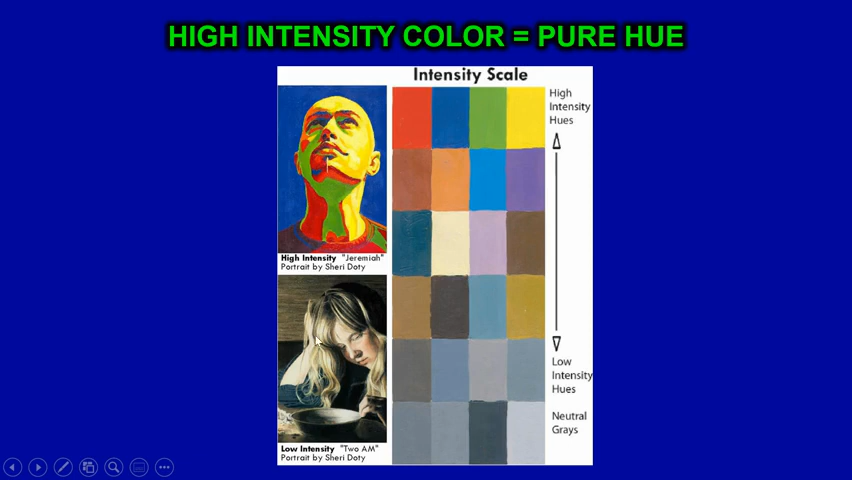 HIGH INTENSITY COLOR = PURE HUE
Intensity Scale
High
Intensity
Hues
High Intensity "Jeremiah"
Portrait by Sheri Doty
Low
Intensity
Hues
Neutral
Grays
Low Intensity "Two AM"
Portrait by Sheri Doty